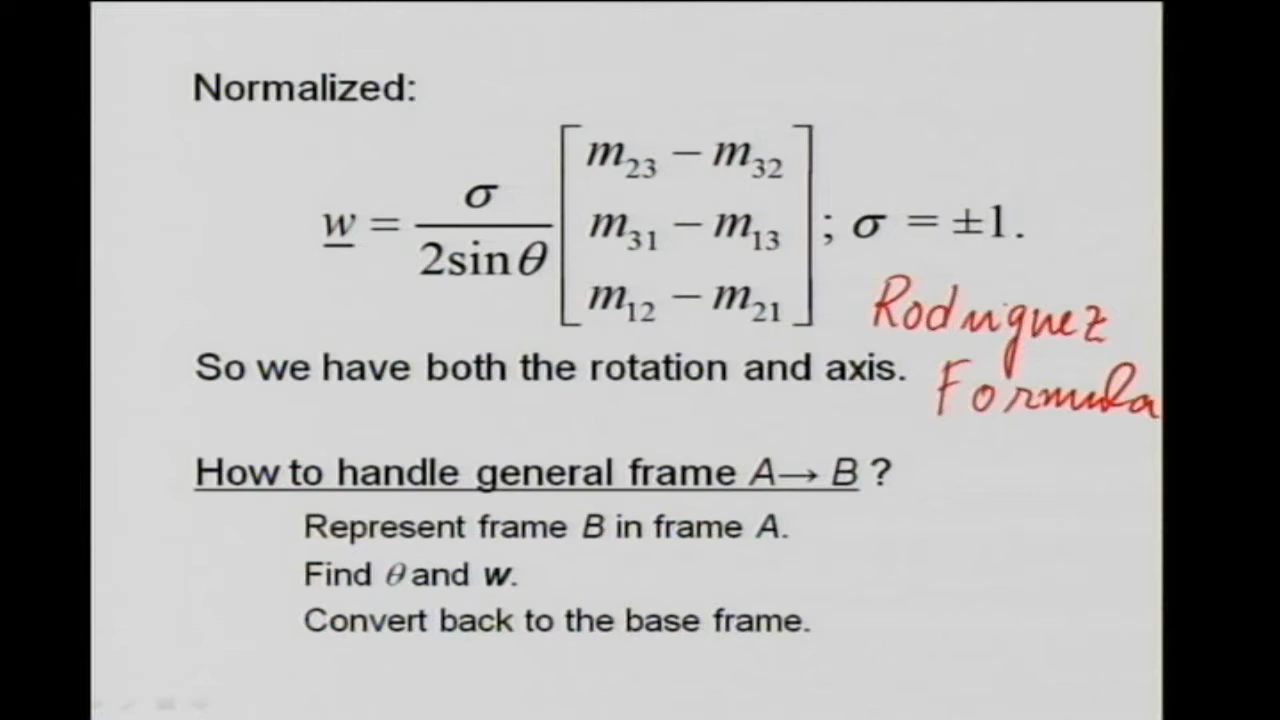 Normalized:
w = σ / 2sinθ [ m₂₃ − m₃₂ ; m₃₁ − m₁₃ ; m₁₂ − m₂₁ ] ; σ = ±1.
Rodriguez
Formula
So we have both the rotation and axis.
How to handle general frame A→ B ?
Represent frame B in frame A.
Find θ and w.
Convert back to the base frame.